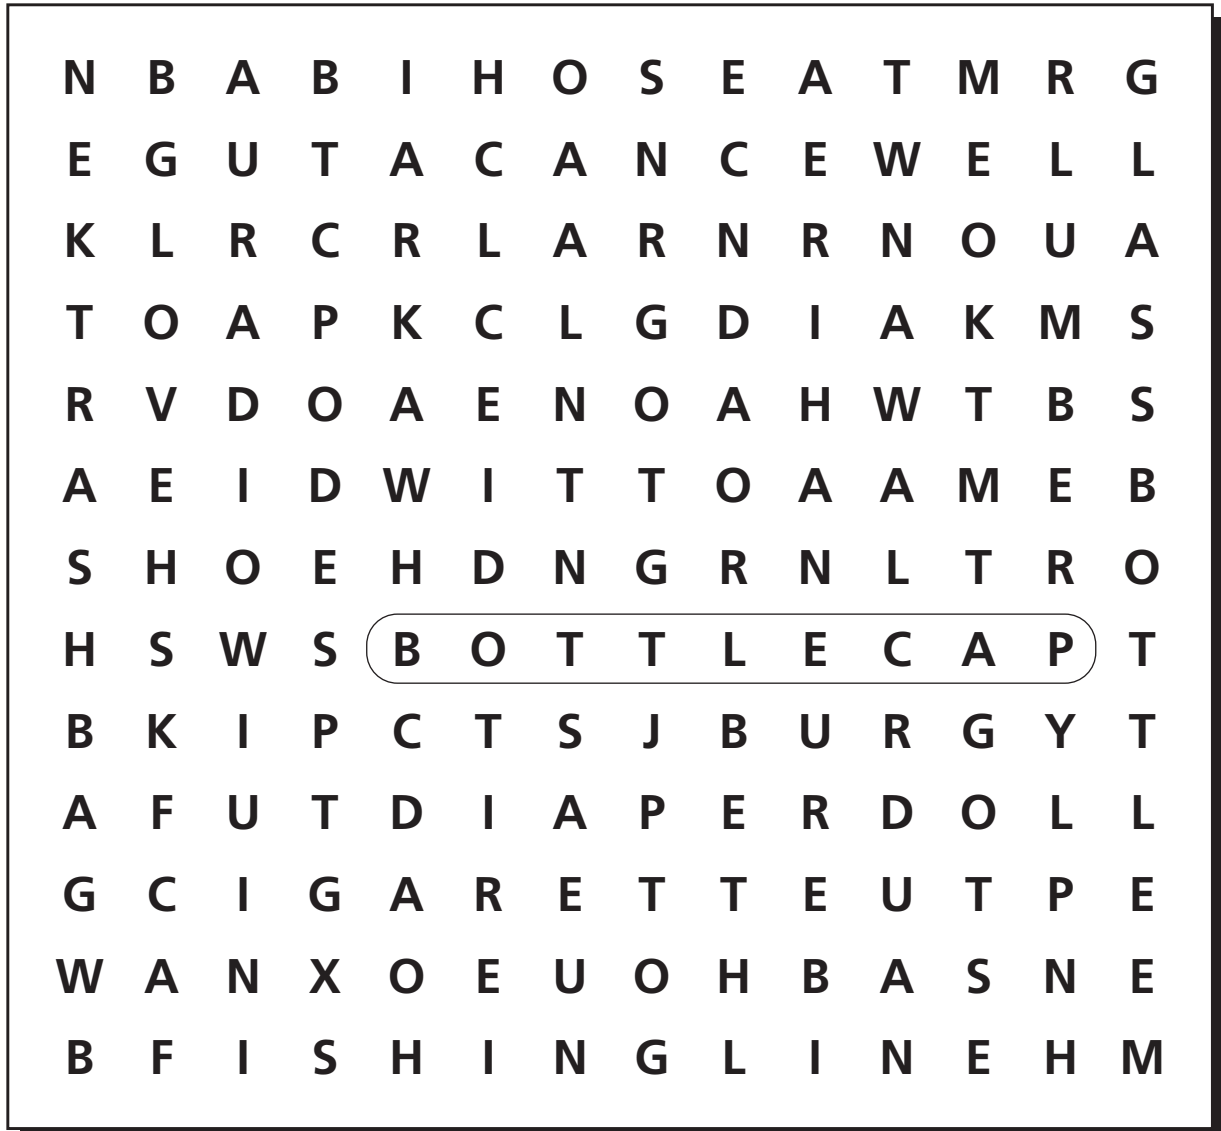 N B A B I H O S E A T M R G
E G U T A C A N C E W E L L
K L R C R L A R N R N O U A
T O A P K C L G D I A K M S
R V D O A E N O A H W T B S
A E I D W I T T O A A M E B
S H O E H D N G R N L T R O
H S W S B O T T L E C A P T
B K I P C T S J B U R G Y T
A F U T D I A P E R D O L L
G C I G A R E T T E U T P E
W A N X O E U O H B A S N E
B F I S H I N G L I N E H M